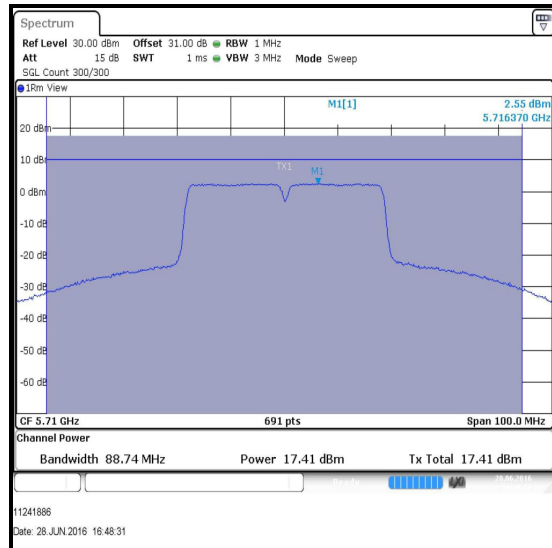 Spectrum
Ref Level 30.00 dBm Offset 31.00 dB RBW 1 MHz
Att 15 dB SWT 1 ms VBW 3 MHz Mode Sweep
SGL Count 300/300
1Rm View
M1[1] 2.55 dBm
5.716370 GHz
20 dBm
10 dBm
TX1
M1
0 dBm
-10 dB
-20 dB
-30 dB
-40 dB
-50 dB
-60 dB
CF 5.71 GHz 691 pts Span 100.0 MHz
Channel Power
Bandwidth 88.74 MHz Power 17.41 dBm Tx Total 17.41 dBm
28.06.2016
11241886
Date: 28.JUN.2016 16:48:31